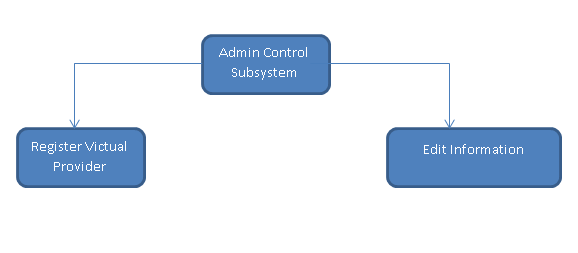 Admin Control
Subsystem
Register Victual
Provider
Edit Information